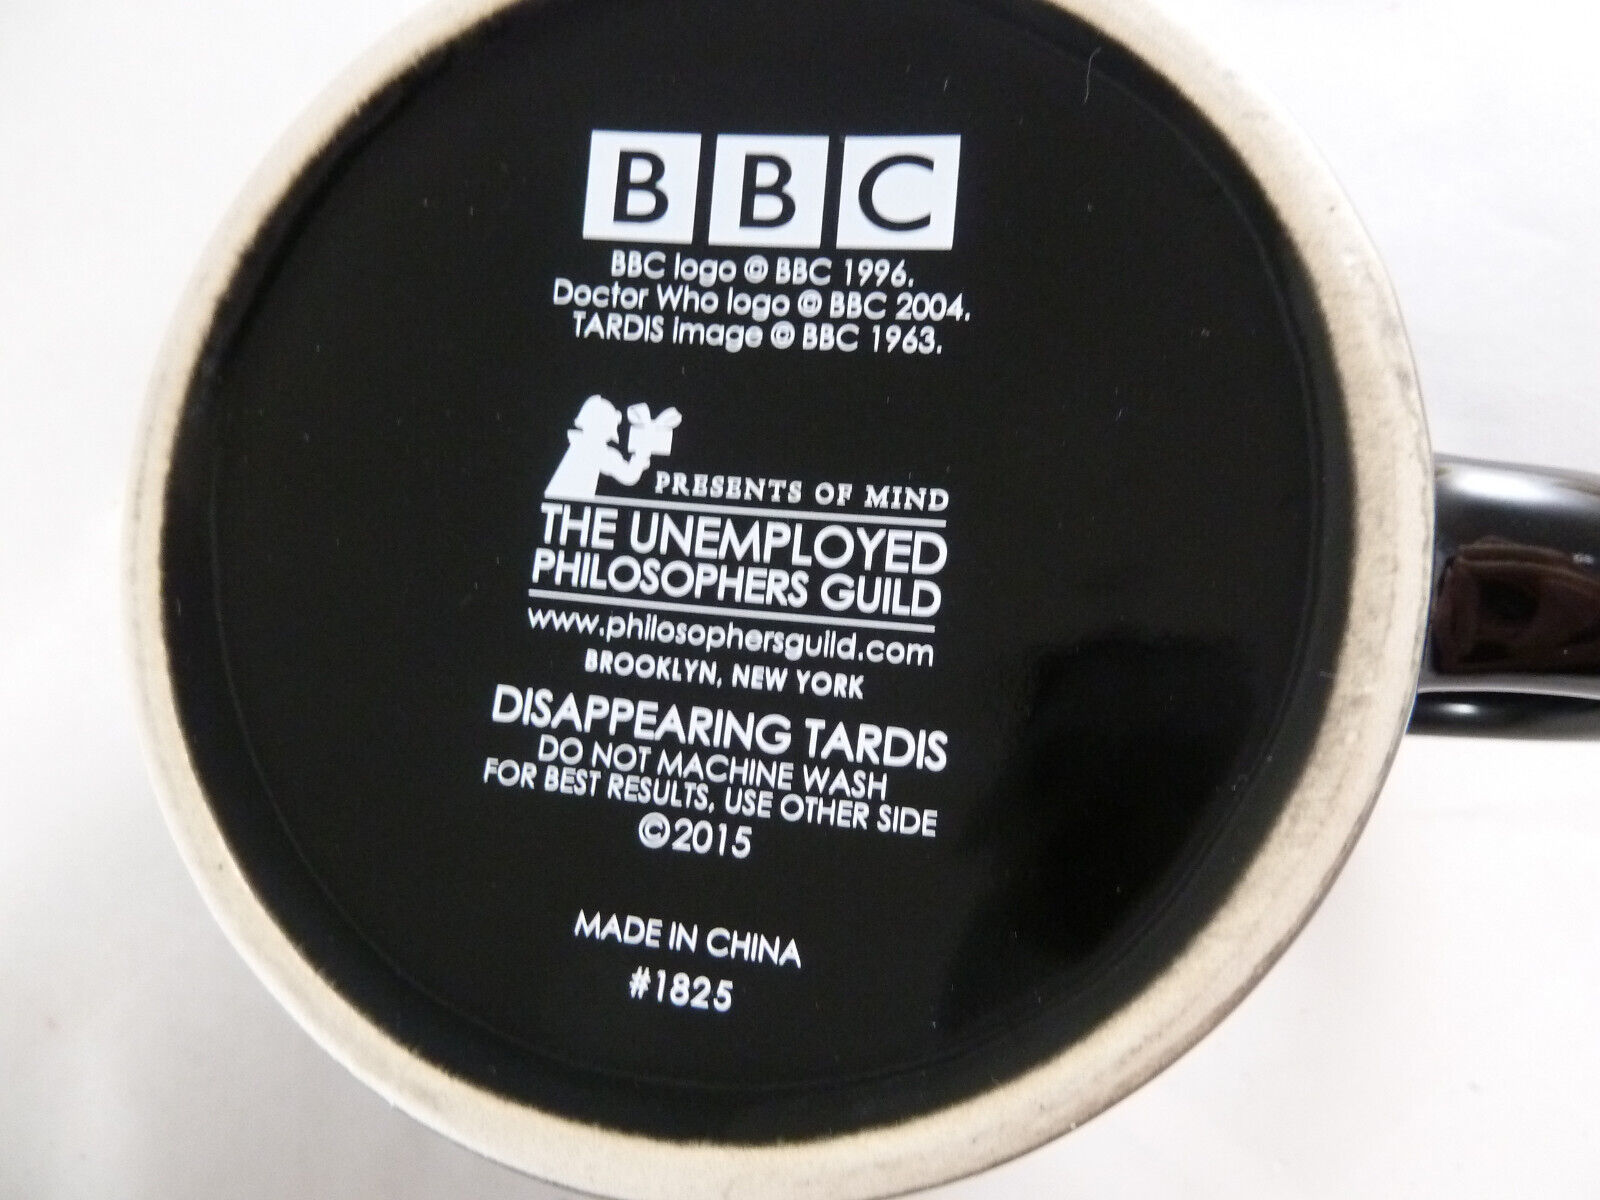 BBC
BBC logo © BBC 1996.
Doctor Who logo © BBC 2004.
TARDIS image © BBC 1963.
PRESENTS OF MIND
THE UNEMPLOYED
PHILOSOPHERS GUILD
www.philosophersguild.com
BROOKLYN, NEW YORK
DISAPPEARING TARDIS
DO NOT MACHINE WASH
FOR BEST RESULTS, USE OTHER SIDE
©2015
MADE IN CHINA
#1825